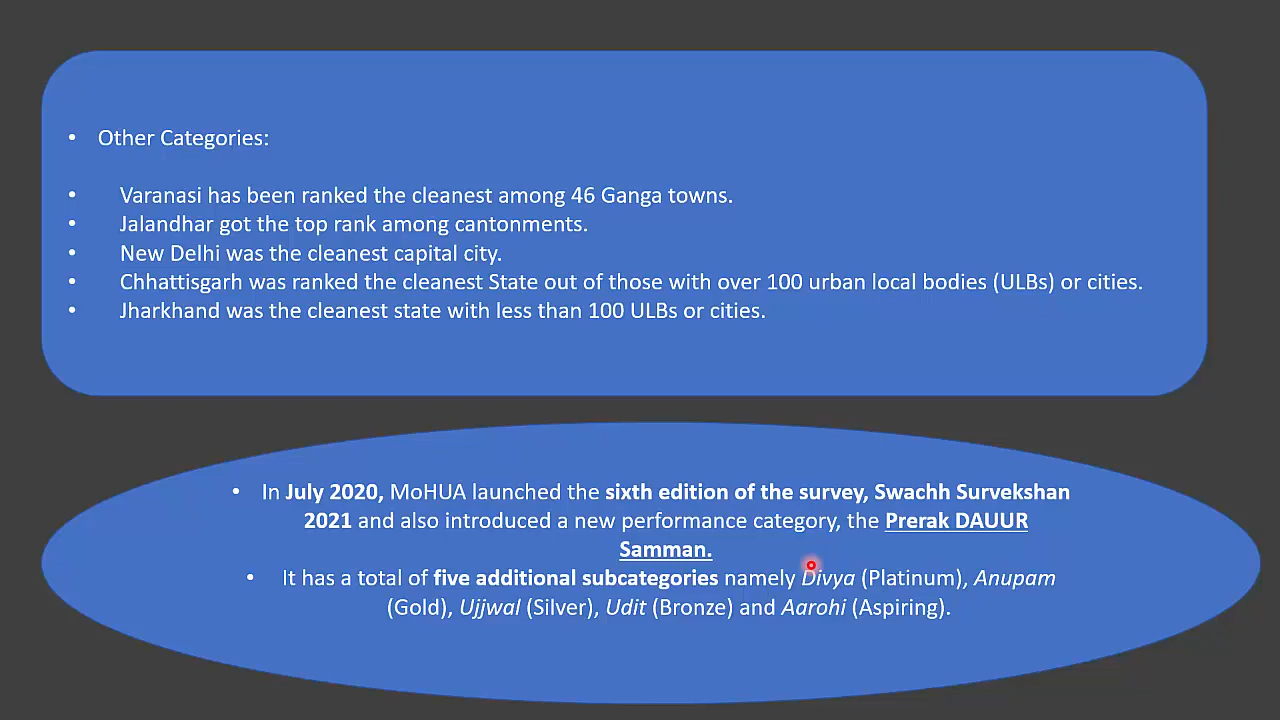 • Other Categories:
• Varanasi has been ranked the cleanest among 46 Ganga towns.
• Jalandhar got the top rank among cantonments.
• New Delhi was the cleanest capital city.
• Chhattisgarh was ranked the cleanest State out of those with over 100 urban local bodies (ULBs) or cities.
• Jharkhand was the cleanest state with less than 100 ULBs or cities.
• In July 2020, MoHUA launched the sixth edition of the survey, Swachh Survekshan
2021 and also introduced a new performance category, the Prerak DAUUR
Samman.
• It has a total of five additional subcategories namely Divya (Platinum), Anupam
(Gold), Ujjwal (Silver), Udit (Bronze) and Aarohi (Aspiring).